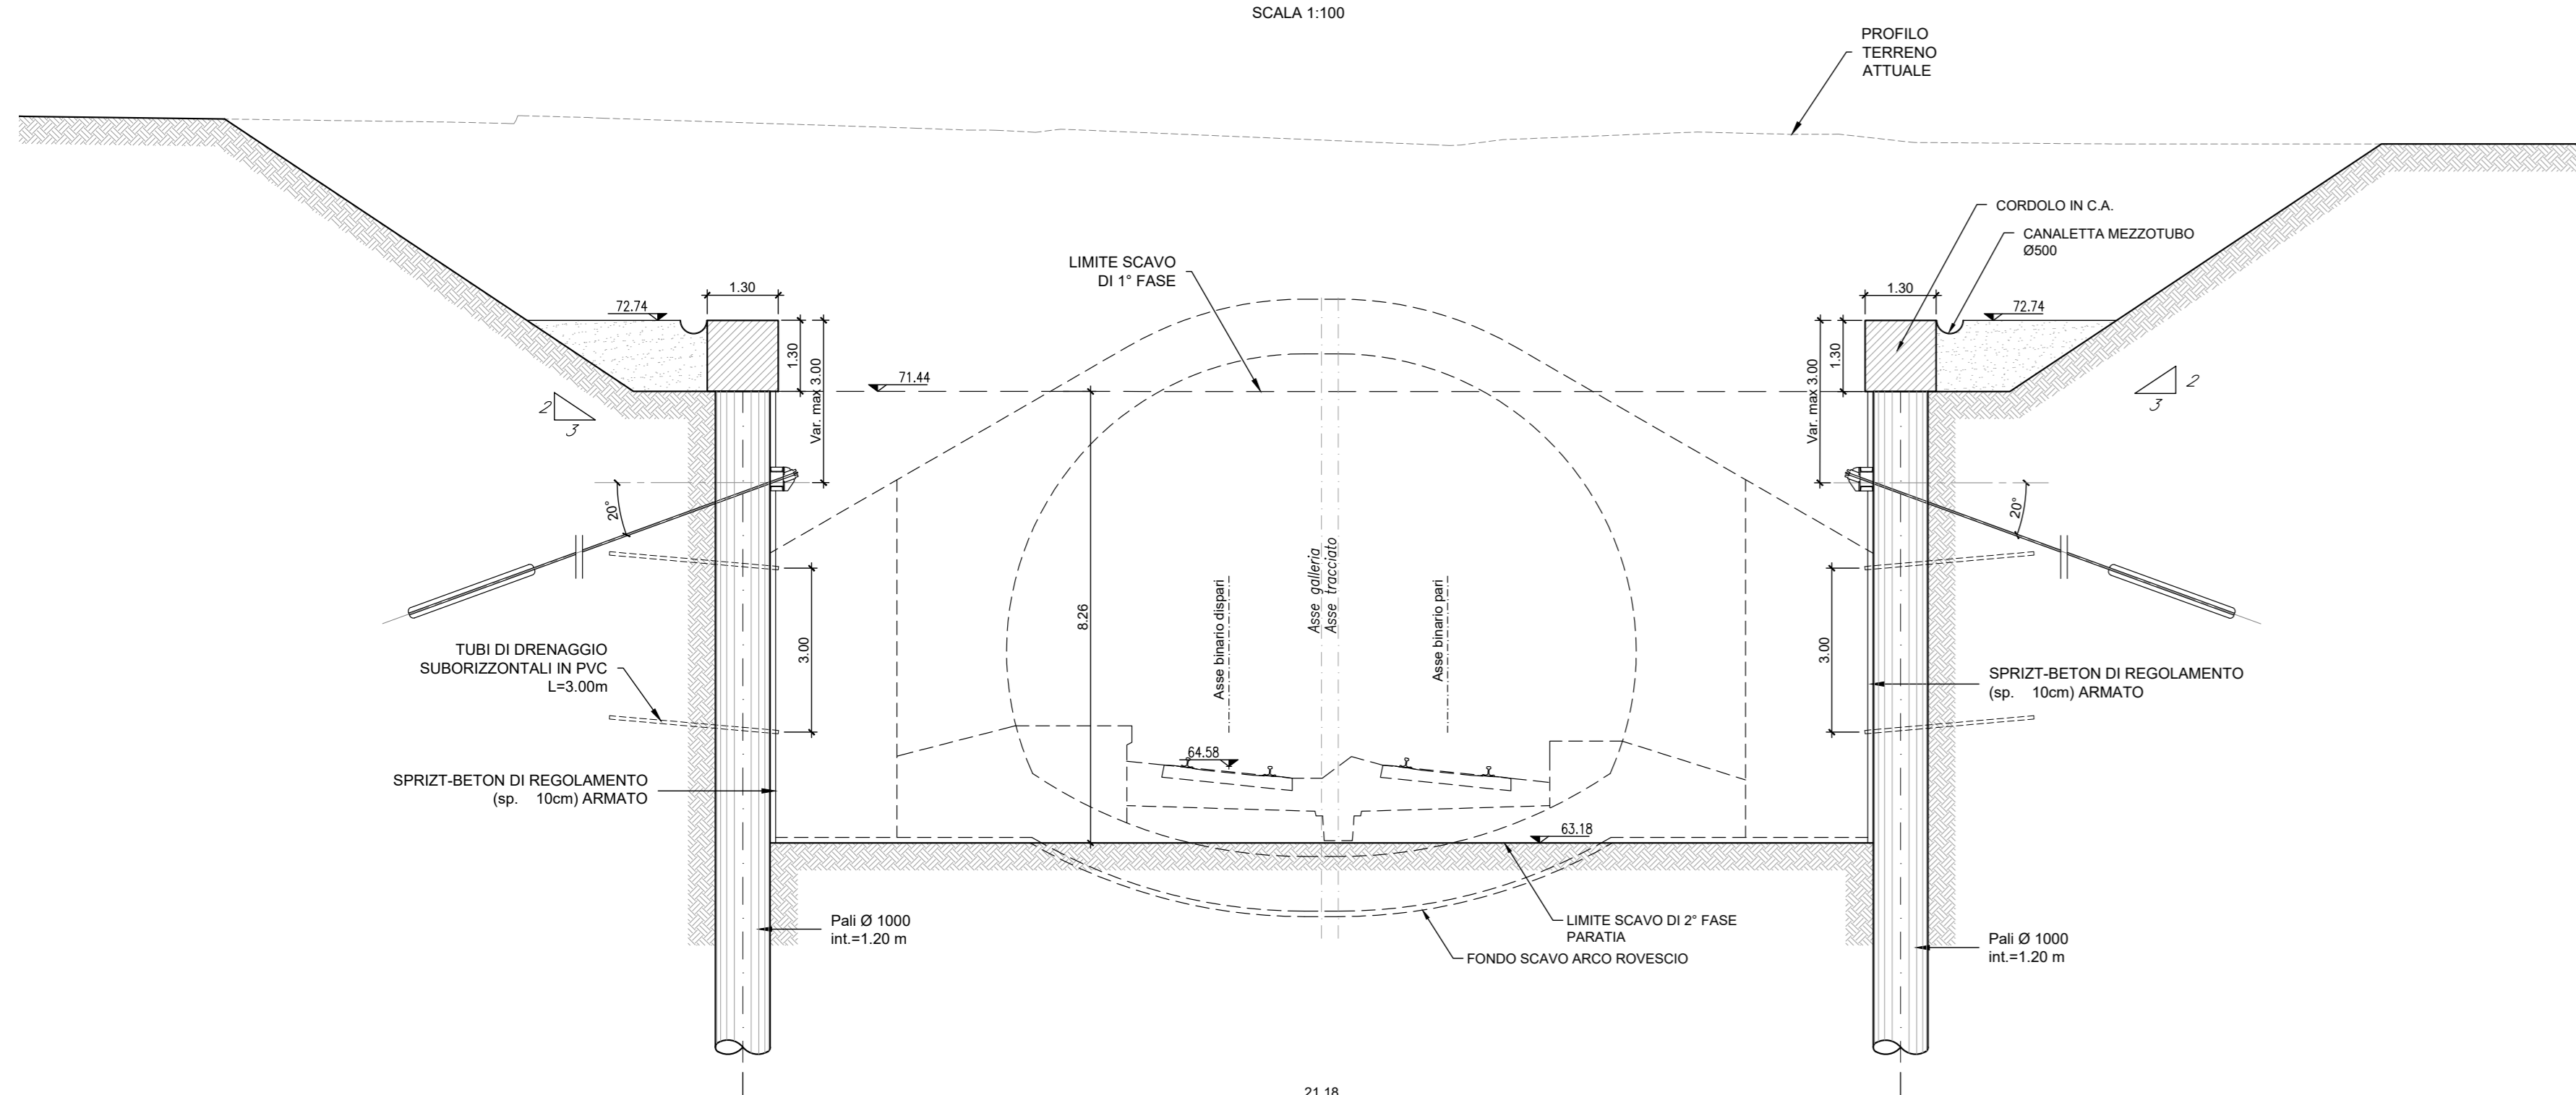 SCALA 1:100
PROFILO
TERRENO
ATTUALE
CORDOLO IN C.A.
CANALETTA MEZZOTUBO
Ø500
LIMITE SCAVO
DI 1° FASE
1.30
1.30
72.74
72.74
1.30
Var. max 3.00
Var. max 3.00
1.30
71.44
2
3
2
3
20°
20°
Asse galleria
Asse tracciato
Asse binario dispari
Asse binario pari
8.26
3.00
3.00
TUBI DI DRENAGGIO
SUBORIZZONTALI IN PVC
L=3.00m
SPRIZT-BETON DI REGOLAMENTO
(sp. 10cm) ARMATO
64.58
SPRIZT-BETON DI REGOLAMENTO
(sp. 10cm) ARMATO
63.18
Pali Ø 1000
int.=1.20 m
LIMITE SCAVO DI 2° FASE
PARATIA
FONDO SCAVO ARCO ROVESCIO
Pali Ø 1000
int.=1.20 m
21.18